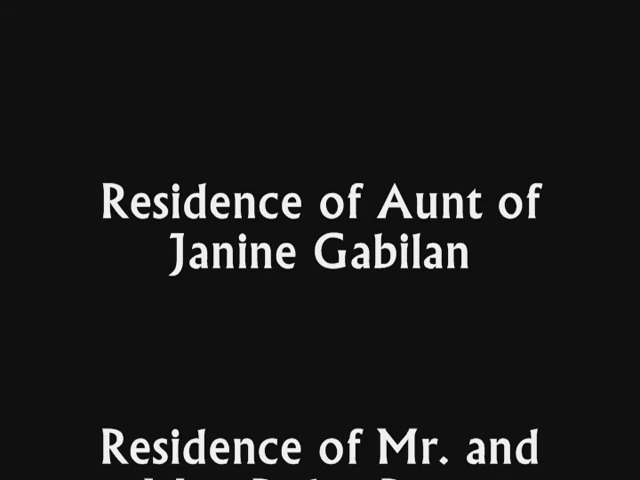 Residence of Aunt of
Janine Gabilan
Residence of Mr. and